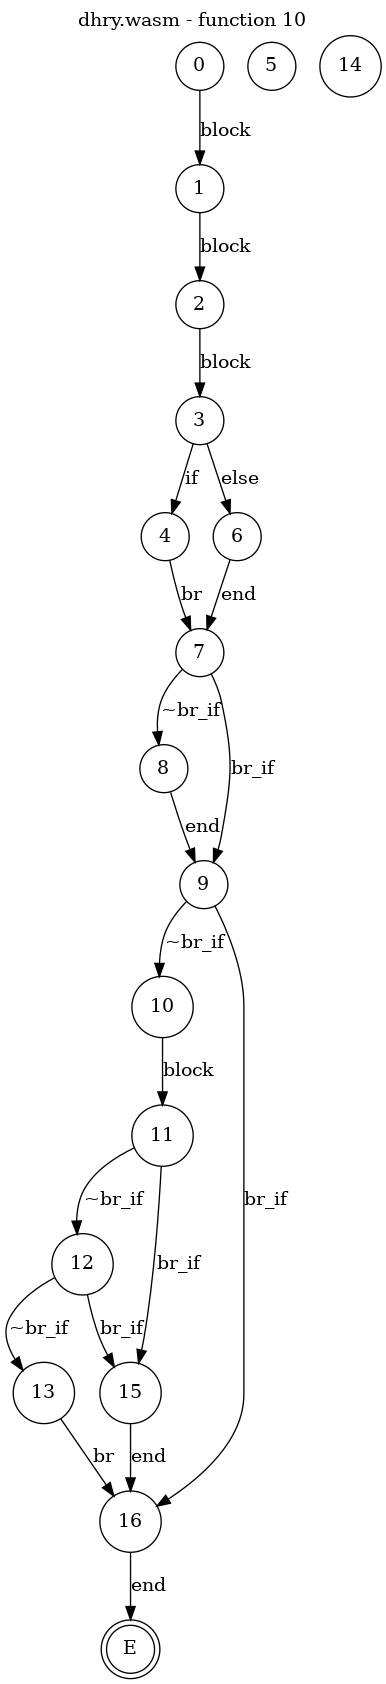 dhry.wasm - function 10
0 5 14
block
1
block
2
block
3
if else
4 6
br end
7
~br_if
8 br_if
end
9
~br_if
10
block
11
~br_if br_if
12
~br_if br_if
13 15
br end
16
end
E